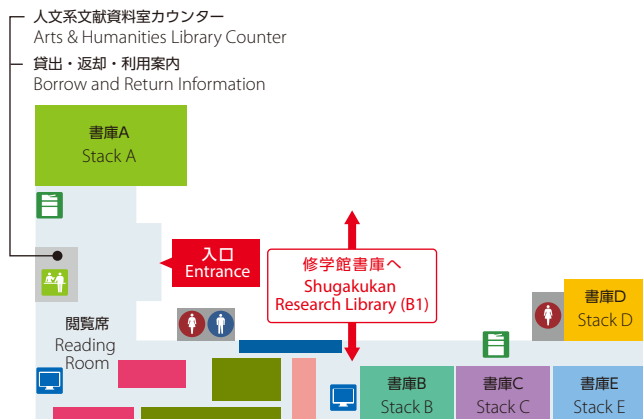 人文系文献資料室カウンター
Arts & Humanities Library Counter
貸出・返却・利用案内
Borrow and Return Information
書庫A
Stack A
入口
Entrance
修学館書庫へ
Shugakukan
Research Library (B1)
書庫D
Stack D
閲覧席
Reading
Room
書庫B
Stack B
書庫C
Stack C
書庫E
Stack E